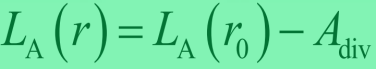 L_A(r) = L_A(r_0) − A_div